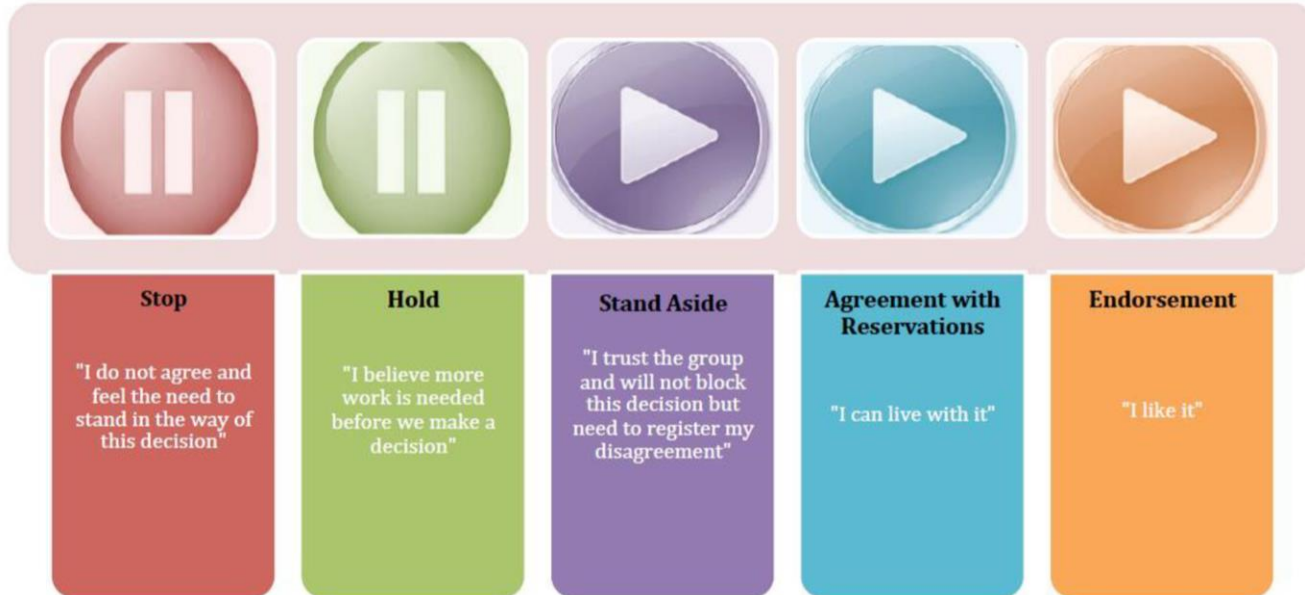 Stop
"I do not agree and
feel the need to
stand in the way of
this decision"
Hold
"I believe more
work is needed
before we make a
decision"
Stand Aside
"I trust the group
and will not block
this decision but
need to register my
disagreement"
Agreement with
Reservations
"I can live with it"
Endorsement
"I like it"